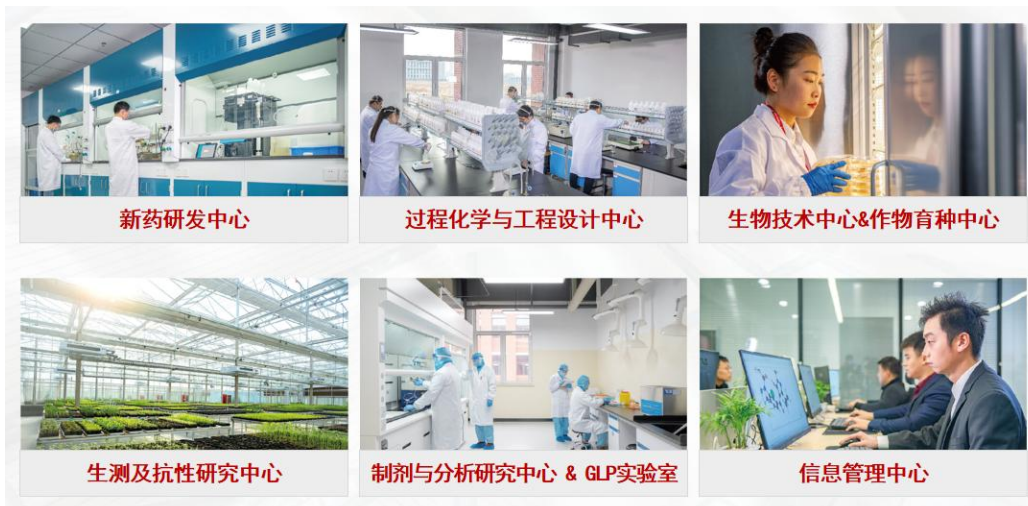 新药研发中心
过程化学与工程设计中心
生物技术中心&作物育种中心
生测及抗性研究中心
制剂与分析研究中心 & GLP实验室
信息管理中心